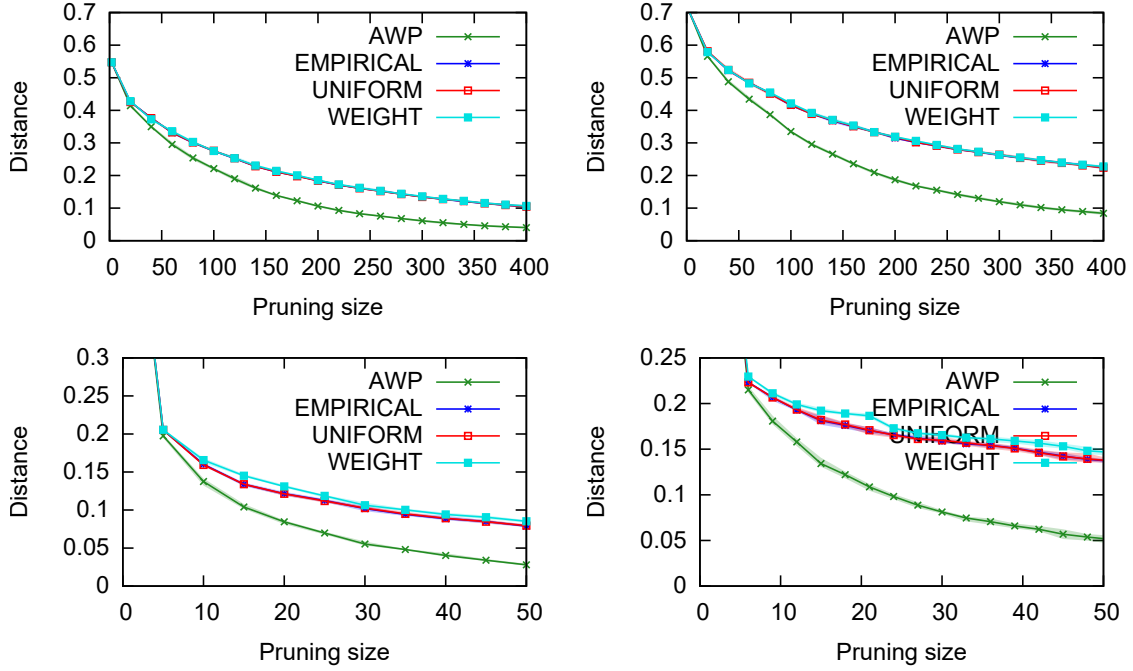 0.7
0.6
0.5
0.4
0.3
0.2
0.1
0
Distance
AWP
EMPIRICAL
UNIFORM
WEIGHT
0 50 100 150 200 250 300 350 400
Pruning size
0.7
0.6
0.5
0.4
0.3
0.2
0.1
0
Distance
AWP
EMPIRICAL
UNIFORM
WEIGHT
0 50 100 150 200 250 300 350 400
Pruning size
0.3
0.25
0.2
0.15
0.1
0.05
0
Distance
AWP
EMPIRICAL
UNIFORM
WEIGHT
0 10 20 30 40 50
Pruning size
0.25
0.2
0.15
0.1
0.05
0
Distance
AWP
EMPIRICAL
UNIFORM
WEIGHT
0 10 20 30 40 50
Pruning size